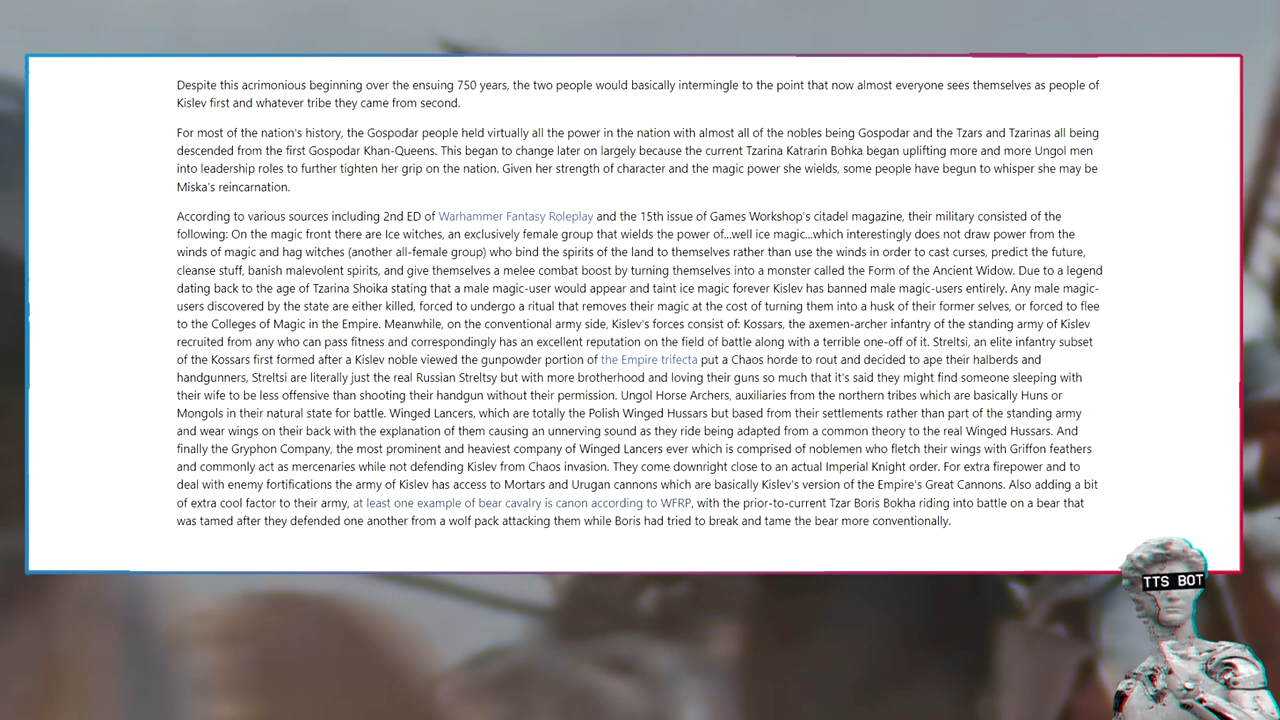 Despite this acrimonious beginning over the ensuing 750 years, the two people would basically intermingle to the point that now almost everyone sees themselves as people of
Kislev first and whatever tribe they came from second.
For most of the nation's history, the Gospodar people held virtually all the power in the nation with almost all of the nobles being Gospodar and the Tzars and Tzarinas all being
descended from the first Gospodar Khan-Queens. This began to change later on largely because the current Tzarina Katrarin Bohka began uplifting more and more Ungol men
into leadership roles to further tighten her grip on the nation. Given her strength of character and the magic power she wields, some people have begun to whisper she may be
Miska's reincarnation.
According to various sources including 2nd ED of Warhammer Fantasy Roleplay and the 15th issue of Games Workshop's citadel magazine, their military consisted of the
following: On the magic front there are Ice witches, an exclusively female group that wields the power of...well ice magic...which interestingly does not draw power from the
winds of magic and hag witches (another all-female group) who bind the spirits of the land to themselves rather than use the winds in order to cast curses, predict the future,
cleanse stuff, banish malevolent spirits, and give themselves a melee combat boost by turning themselves into a monster called the Form of the Ancient Widow. Due to a legend
dating back to the age of Tzarina Shoika stating that a male magic-user would appear and taint ice magic forever Kislev has banned male magic-users entirely. Any male magic-
users discovered by the state are either killed, forced to undergo a ritual that removes their magic at the cost of turning them into a husk of their former selves, or forced to flee
to the Colleges of Magic in the Empire. Meanwhile, on the conventional army side, Kislev's forces consist of: Kossars, the axemen-archer infantry of the standing army of Kislev
recruited from any who can pass fitness and correspondingly has an excellent reputation on the field of battle along with a terrible one-off of it. Streltsi, an elite infantry subset
of the Kossars first formed after a Kislev noble viewed the gunpowder portion of the Empire trifecta put a Chaos horde to rout and decided to ape their halberds and
handgunners, Streltsi are literally just the real Russian Streltsy but with more brotherhood and loving their guns so much that it's said they might find someone sleeping with
their wife to be less offensive than shooting their handgun without their permission. Ungol Horse Archers, auxiliaries from the northern tribes which are basically Huns or
Mongols in their natural state for battle. Winged Lancers, which are totally the Polish Winged Hussars but based from their settlements rather than part of the standing army
and wear wings on their back with the explanation of them causing an unnerving sound as they ride being adapted from a common theory to the real Winged Hussars. And
finally the Gryphon Company, the most prominent and heaviest company of Winged Lancers ever which is comprised of noblemen who fletch their wings with Griffon feathers
and commonly act as mercenaries while not defending Kislev from Chaos invasion. They come downright close to an actual Imperial Knight order. For extra firepower and to
deal with enemy fortifications the army of Kislev has access to Mortars and Urugan cannons which are basically Kislev's version of the Empire's Great Cannons. Also adding a bit
of extra cool factor to their army, at least one example of bear cavalry is canon according to WFRP, with the prior-to-current Tzar Boris Bokha riding into battle on a bear that
was tamed after they defended one another from a wolf pack attacking them while Boris had tried to break and tame the bear more conventionally.
TTS BOT